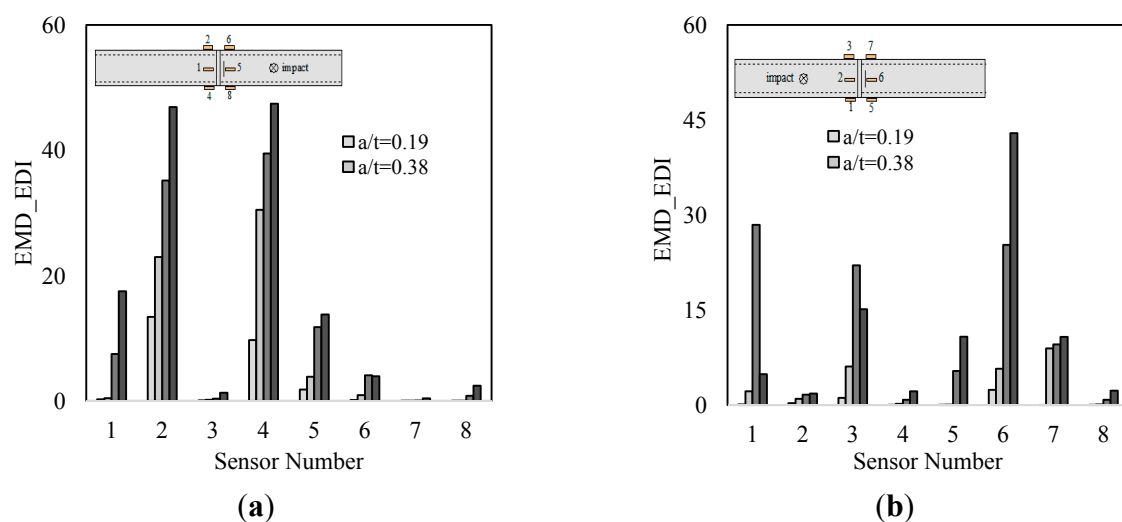 60
40
20
0
EMD_EDI
2 6
1 5 impact
4 8
a/t=0.19
a/t=0.38
1 2 3 4 5 6 7 8
Sensor Number
(a)
60
45
30
15
0
EMD_EDI
3 7
impact 2 6
1 5
a/t=0.19
a/t=0.38
1 2 3 4 5 6 7 8
Sensor Number
(b)